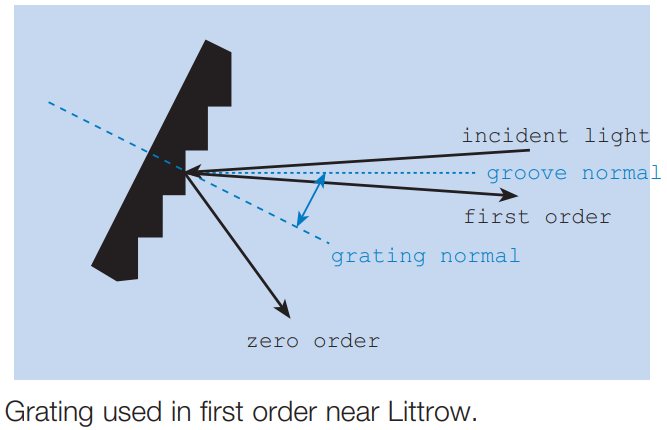 incident light
groove normal
first order
grating normal
zero order
Grating used in first order near Littrow.